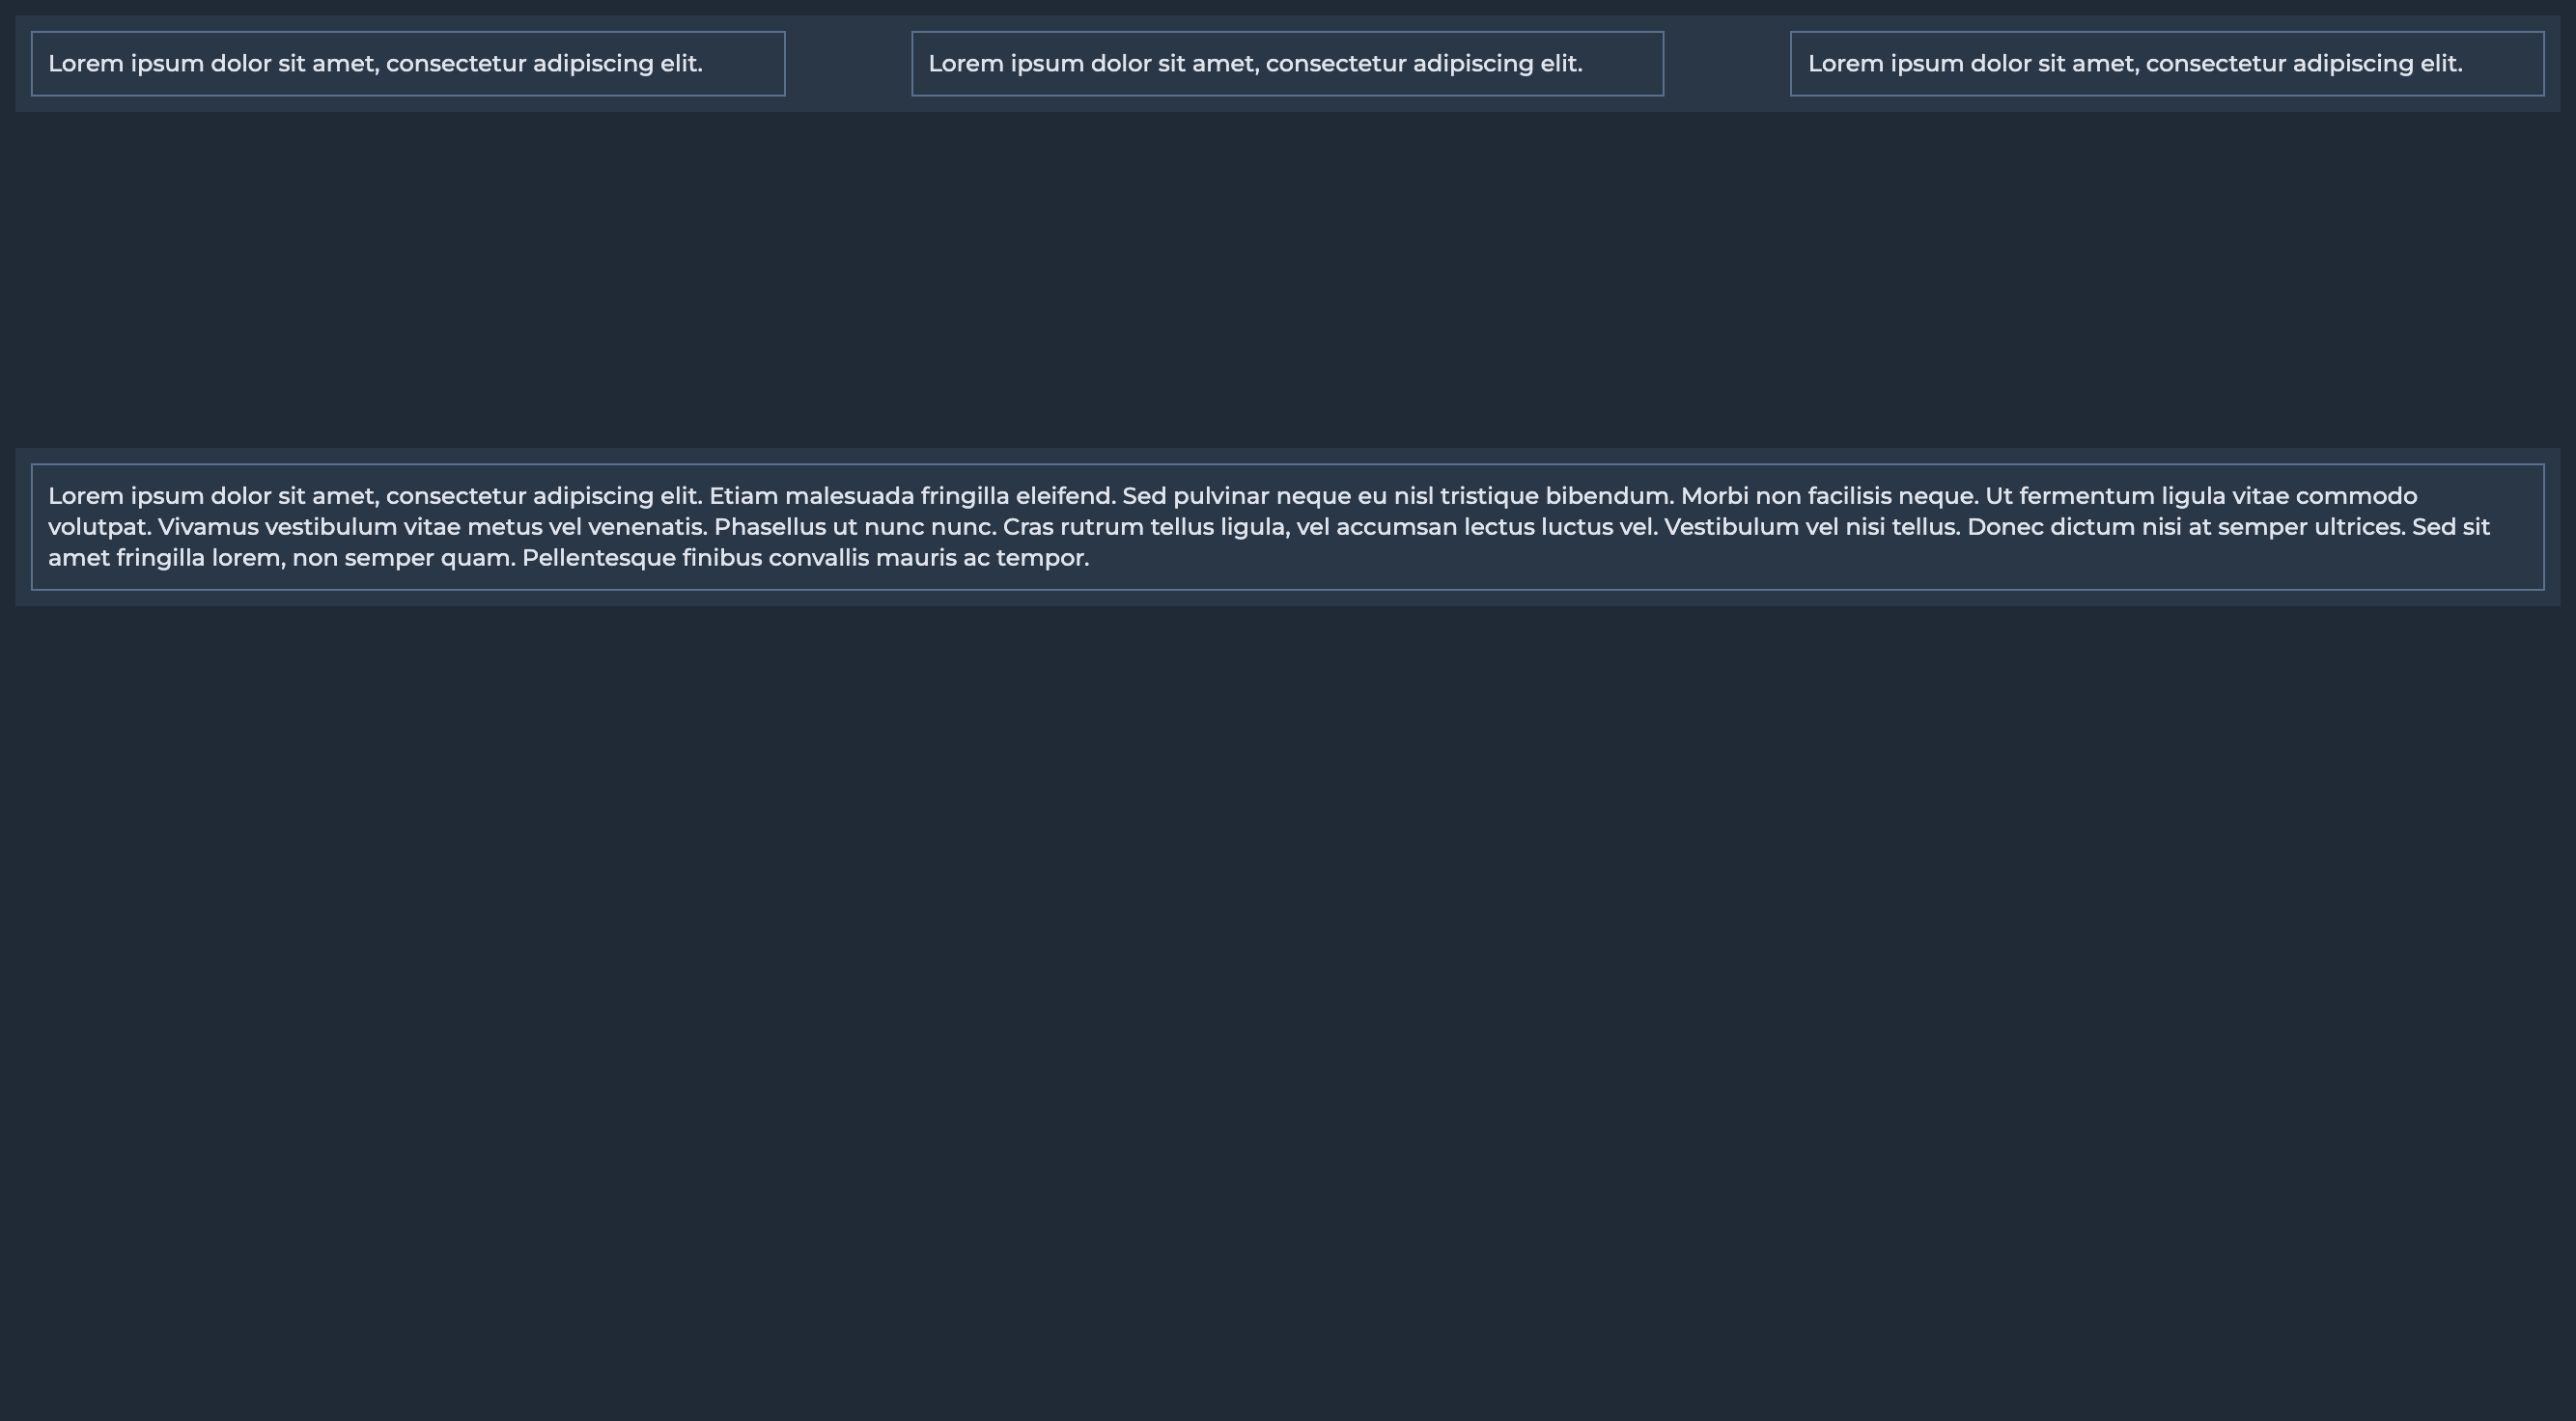 Lorem ipsum dolor sit amet, consectetur adipiscing elit.
Lorem ipsum dolor sit amet, consectetur adipiscing elit.
Lorem ipsum dolor sit amet, consectetur adipiscing elit.
Lorem ipsum dolor sit amet, consectetur adipiscing elit. Etiam malesuada fringilla eleifend. Sed pulvinar neque eu nisl tristique bibendum. Morbi non facilisis neque. Ut fermentum ligula vitae commodo
volutpat. Vivamus vestibulum vitae metus vel venenatis. Phasellus ut nunc nunc. Cras rutrum tellus ligula, vel accumsan lectus luctus vel. Vestibulum vel nisi tellus. Donec dictum nisi at semper ultrices. Sed sit
amet fringilla lorem, non semper quam. Pellentesque finibus convallis mauris ac tempor.